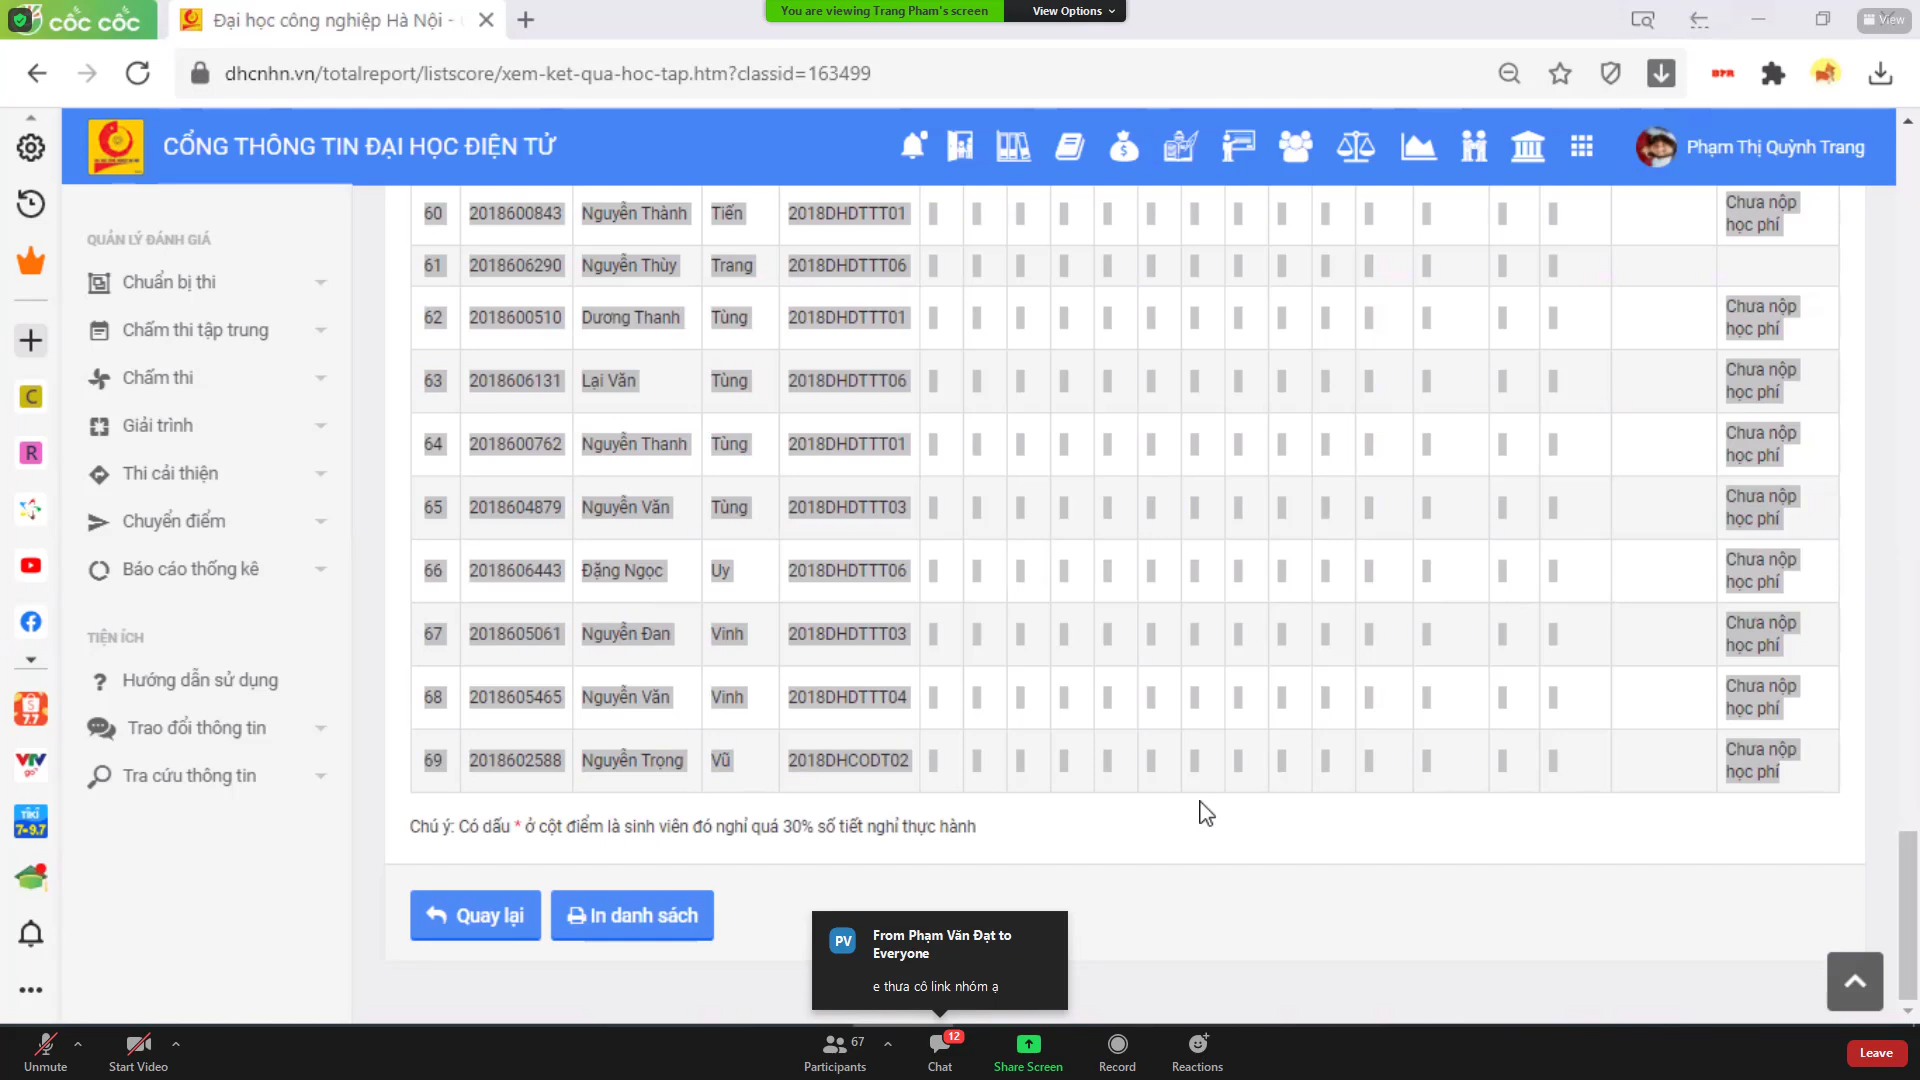 cốc cốc
Đại học công nghiệp Hà Nội -
You are viewing Trang Pham's screen
View Options
View
dhcnhn.vn/totalreport/listscore/xem-ket-qua-hoc-tap.htm?classid=163499
CỔNG THÔNG TIN ĐẠI HỌC ĐIỆN TỬ
Phạm Thị Quỳnh Trang
QUẢN LÝ ĐÁNH GIÁ
Chuẩn bị thi
Chấm thi tập trung
Chấm thi
Giải trình
Thi cải thiện
Chuyển điểm
Báo cáo thống kê
TIỆN ÍCH
Hướng dẫn sử dụng
Trao đổi thông tin
Tra cứu thông tin
C
R
S
7.7
VTV
go
TIKI
7-9.7
60 2018600843 Nguyễn Thành Tiến 2018DHDTTT01 Chưa nộp
học phí
61 2018606290 Nguyễn Thùy Trang 2018DHDTTT06
62 2018600510 Dương Thanh Tùng 2018DHDTTT01 Chưa nộp
học phí
63 2018606131 Lại Văn Tùng 2018DHDTTT06 Chưa nộp
học phí
64 2018600762 Nguyễn Thanh Tùng 2018DHDTTT01 Chưa nộp
học phí
65 2018604879 Nguyễn Văn Tùng 2018DHDTTT03 Chưa nộp
học phí
66 2018606443 Đặng Ngọc Uy 2018DHDTTT06 Chưa nộp
học phí
67 2018605061 Nguyễn Đan Vinh 2018DHDTTT03 Chưa nộp
học phí
68 2018605465 Nguyễn Văn Vinh 2018DHDTTT04 Chưa nộp
học phí
69 2018602588 Nguyễn Trọng Vũ 2018DHCODT02 Chưa nộp
học phí
Chú ý: Có dấu * ở cột điểm là sinh viên đó nghỉ quá 30% số tiết nghỉ thực hành
Quay lại
In danh sách
PV
From Phạm Văn Đạt to
Everyone
e thưa cô link nhóm ạ
Unmute
Start Video
67
Participants
12
Chat
Share Screen
Record
Reactions
Leave